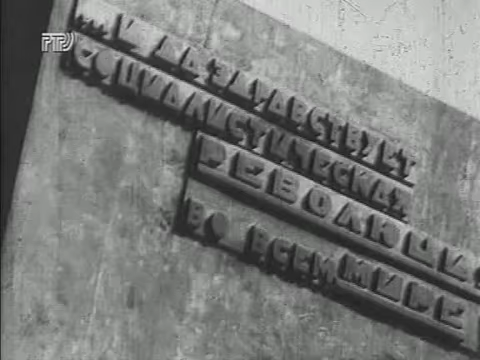 РТР
ДА ЗДРАВСТВУЕТ
СОЦИАЛИСТИЧЕСКАЯ
РЕВОЛЮЦИЯ
ВО ВСЕМ МИРЕ